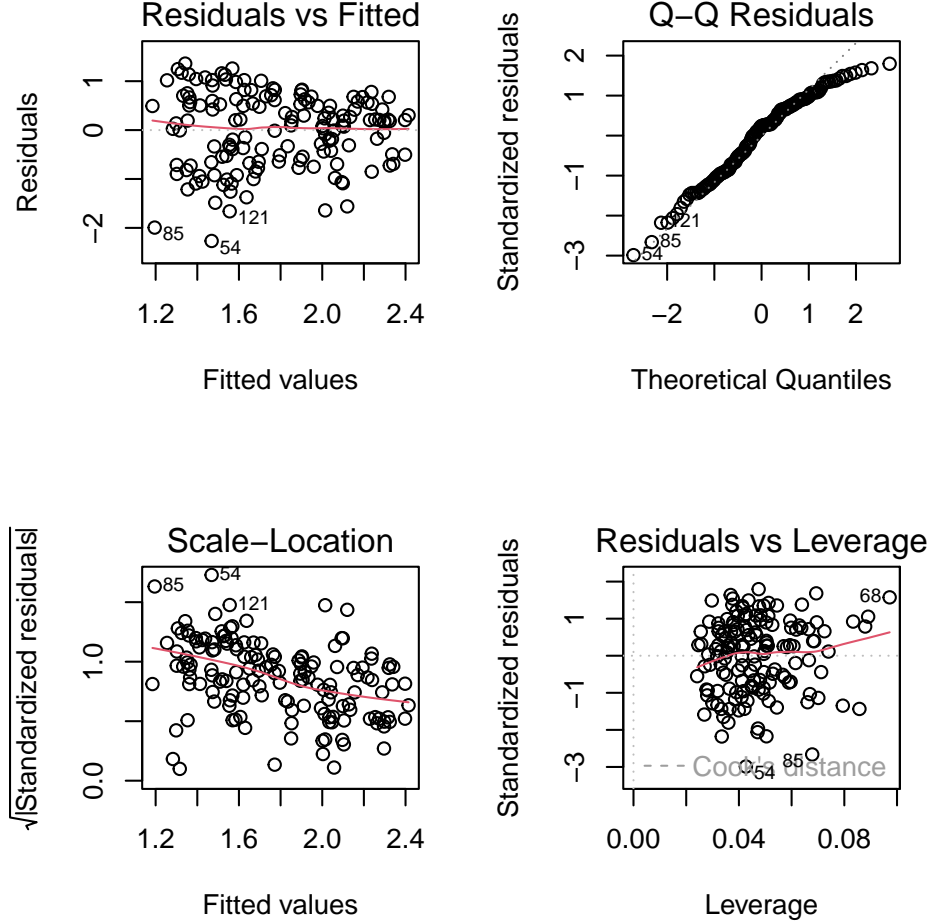 Residuals vs Fitted
Residuals
1
0
−2
121
85
54
1.2 1.6 2.0 2.4
Fitted values
Q−Q Residuals
Standardized residuals
2
1
−1
−3
121
85
54
−2 0 1 2
Theoretical Quantiles
Scale−Location
√|Standardized residuals|
1.0
0.0
85
54
121
1.2 1.6 2.0 2.4
Fitted values
Residuals vs Leverage
Standardized residuals
1
−1
−3
68
85
54
Cook's distance
0.00 0.04 0.08
Leverage